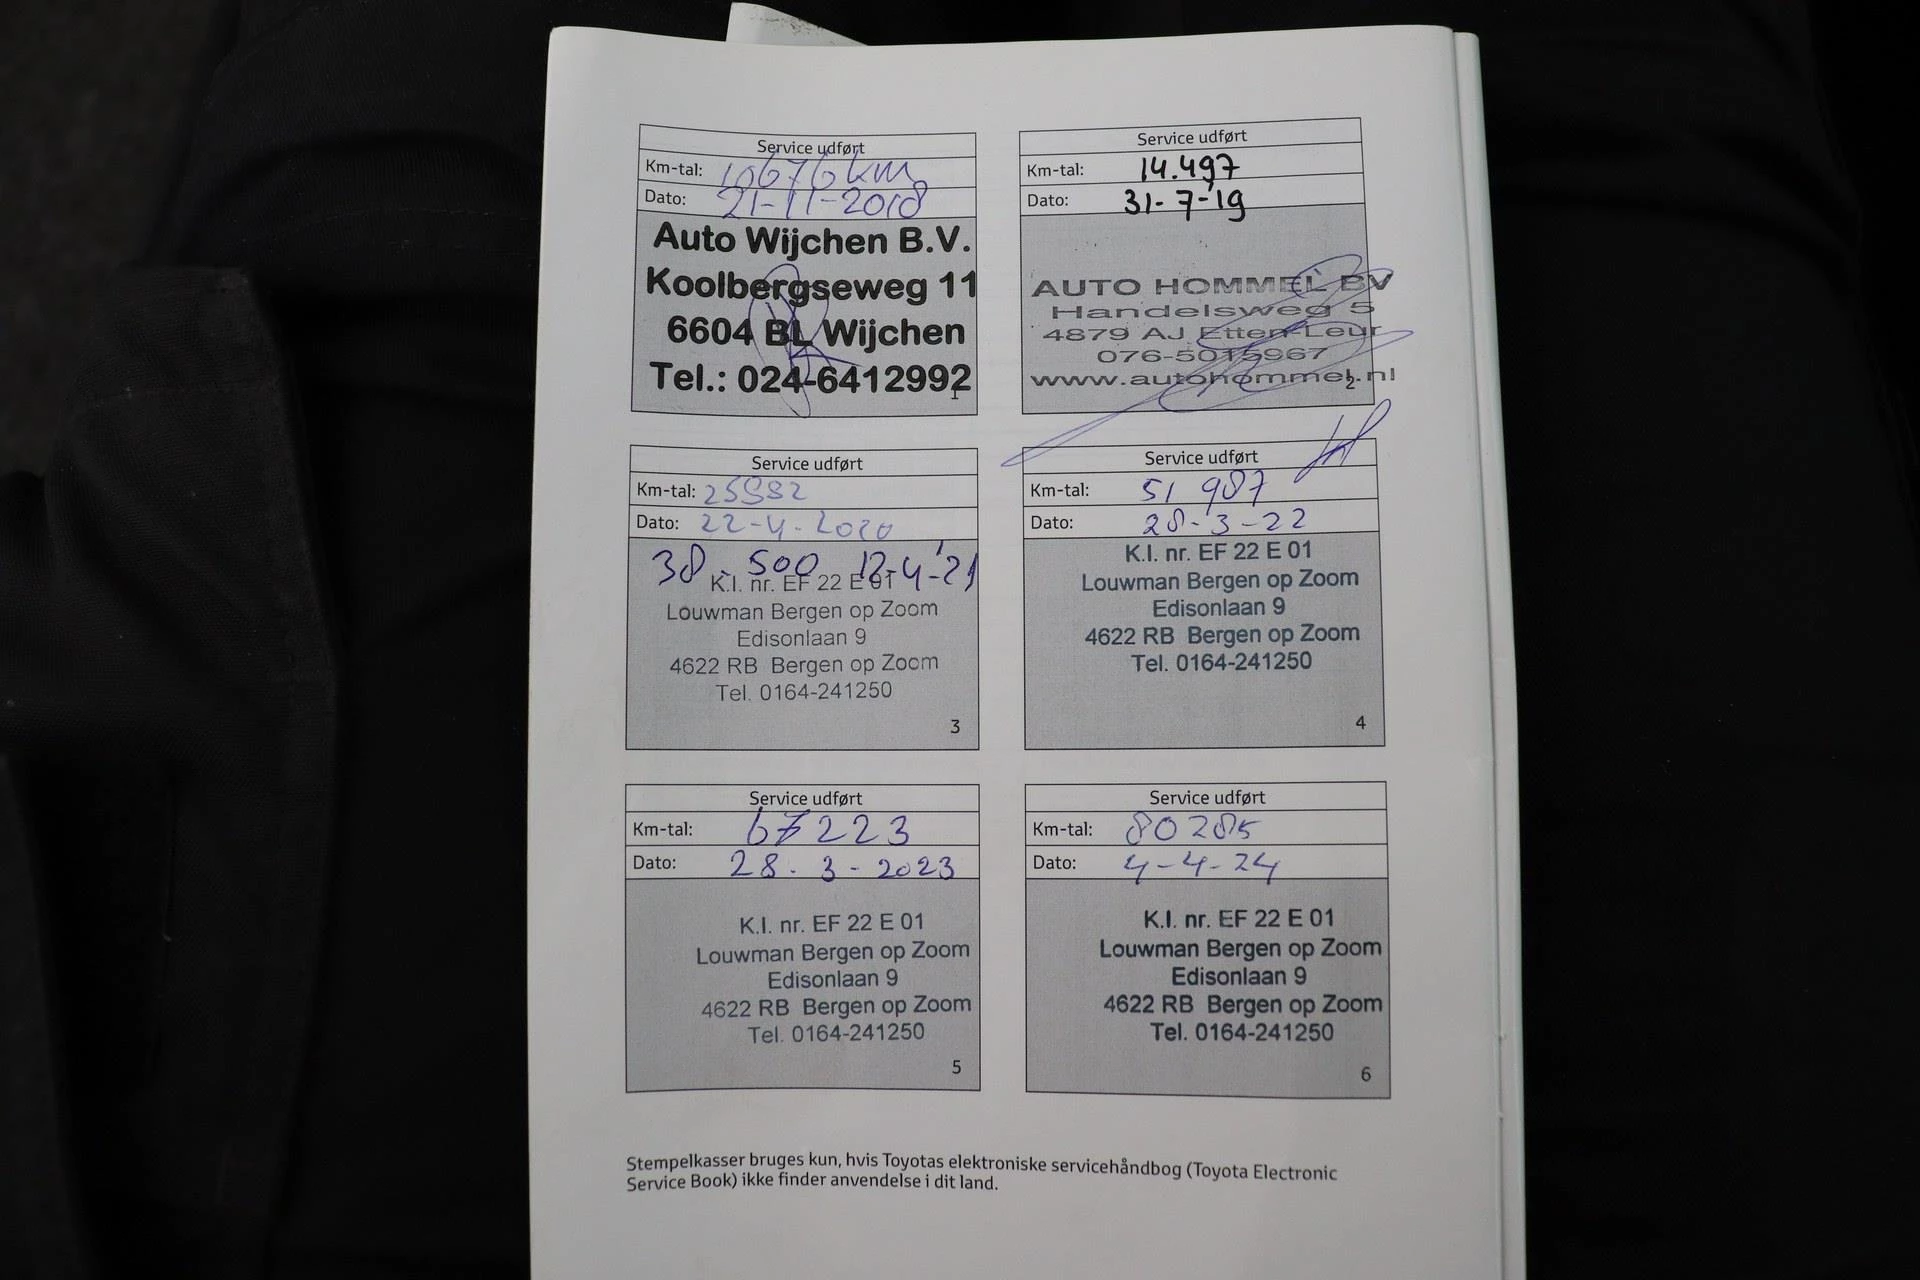 Service udført
Km-tal: 10676 km
Dato: 21-11-2018
Auto Wijchen B.V.
Koolbergseweg 11
6604 BL Wijchen
Tel.: 024-6412992
1
Service udført
Km-tal: 14.497
Dato: 31-7-'19
AUTO HOMMEL BV
Handelsweg 5
4879 AJ Etten-Leur
076-5015967
www.autohommel.nl
2
Service udført
Km-tal:
Dato: 22-4-2020
38.500 12-4-'21
K.I. nr. EF 22 E 01
Louwman Bergen op Zoom
Edisonlaan 9
4622 RB Bergen op Zoom
Tel. 0164-241250
3
Service udført
Km-tal: 51 987
Dato: 28-3-22
K.I. nr. EF 22 E 01
Louwman Bergen op Zoom
Edisonlaan 9
4622 RB Bergen op Zoom
Tel. 0164-241250
4
Service udført
Km-tal: 67223
Dato: 28.3-2023
K.I. nr. EF 22 E 01
Louwman Bergen op Zoom
Edisonlaan 9
4622 RB Bergen op Zoom
Tel. 0164-241250
5
Service udført
Km-tal: 80285
Dato: 4-4-24
K.I. nr. EF 22 E 01
Louwman Bergen op Zoom
Edisonlaan 9
4622 RB Bergen op Zoom
Tel. 0164-241250
6
Stempelkasser bruges kun, hvis Toyotas elektroniske servicehåndbog (Toyota Electronic
Service Book) ikke finder anvendelse i dit land.